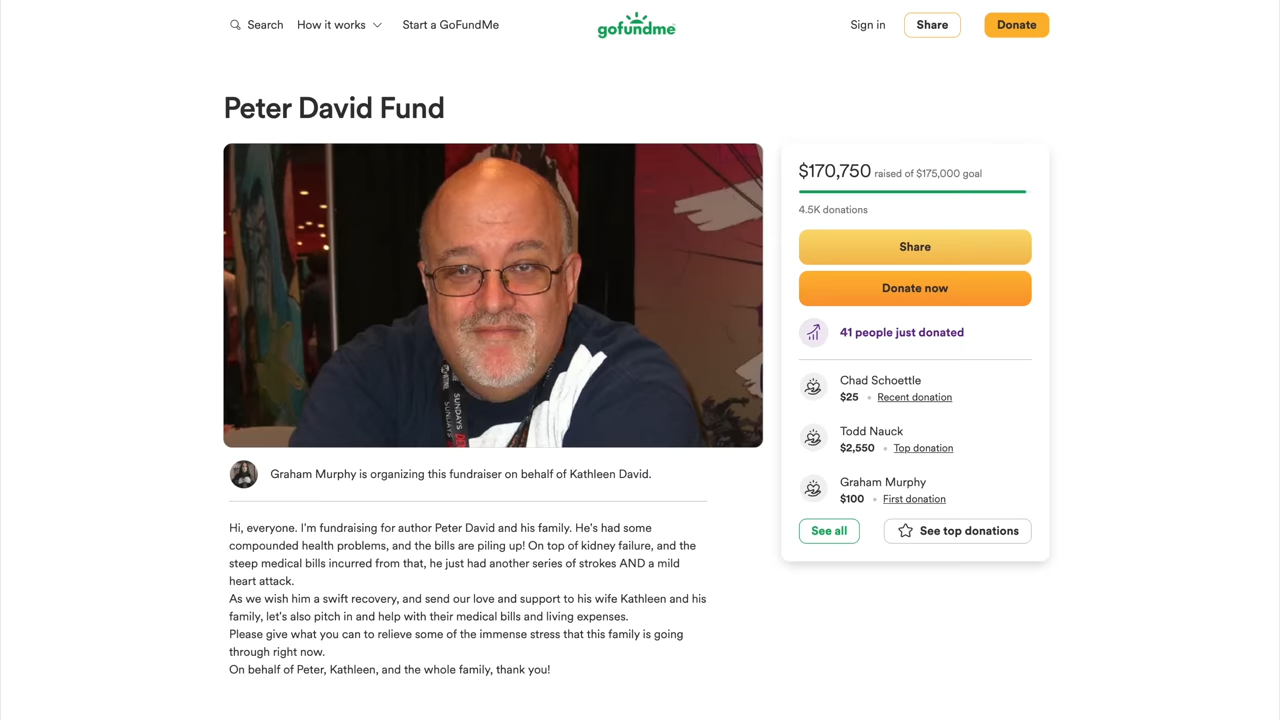 Search How it works Start a GoFundMe gofundme Sign in Share Donate
Peter David Fund
$170,750 raised of $175,000 goal
4.5K donations
Share
Donate now
41 people just donated
Chad Schoettle
$25 • Recent donation
Todd Nauck
$2,550 • Top donation
Graham Murphy
$100 • First donation
See all See top donations
SUNDAYS
Graham Murphy is organizing this fundraiser on behalf of Kathleen David.
Hi, everyone. I'm fundraising for author Peter David and his family. He's had some
compounded health problems, and the bills are piling up! On top of kidney failure, and the
steep medical bills incurred from that, he just had another series of strokes AND a mild
heart attack.
As we wish him a swift recovery, and send our love and support to his wife Kathleen and his
family, let's also pitch in and help with their medical bills and living expenses.
Please give what you can to relieve some of the immense stress that this family is going
through right now.
On behalf of Peter, Kathleen, and the whole family, thank you!